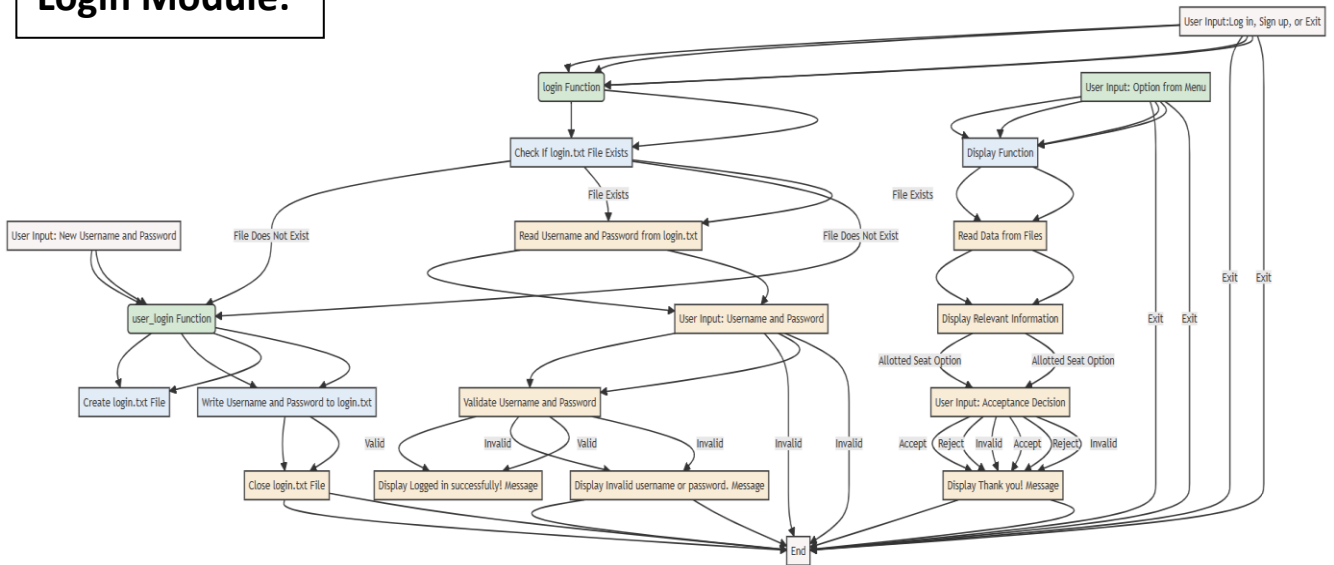 Login Module:
User Input:Log in, Sign up, or Exit
login Function
User Input: Option from Menu
Check If login.txt File Exists
Display Function
File Exists
File Exists
User Input: New Username and Password
File Does Not Exist
Read Username and Password from login.txt
File Does Not Exist
Read Data from Files
Exit
Exit
user_login Function
User Input: Username and Password
Display Relevant Information
Exit
Exit
Allotted Seat Option
Allotted Seat Option
Create login.txt File
Write Username and Password to login.txt
Validate Username and Password
User Input: Acceptance Decision
Valid
Invalid
Valid
Invalid
Invalid
Invalid
Accept
Reject
Invalid
Accept
Reject
Invalid
Close login.txt File
Display Logged in successfully! Message
Display Invalid username or password. Message
Display Thank you! Message
End